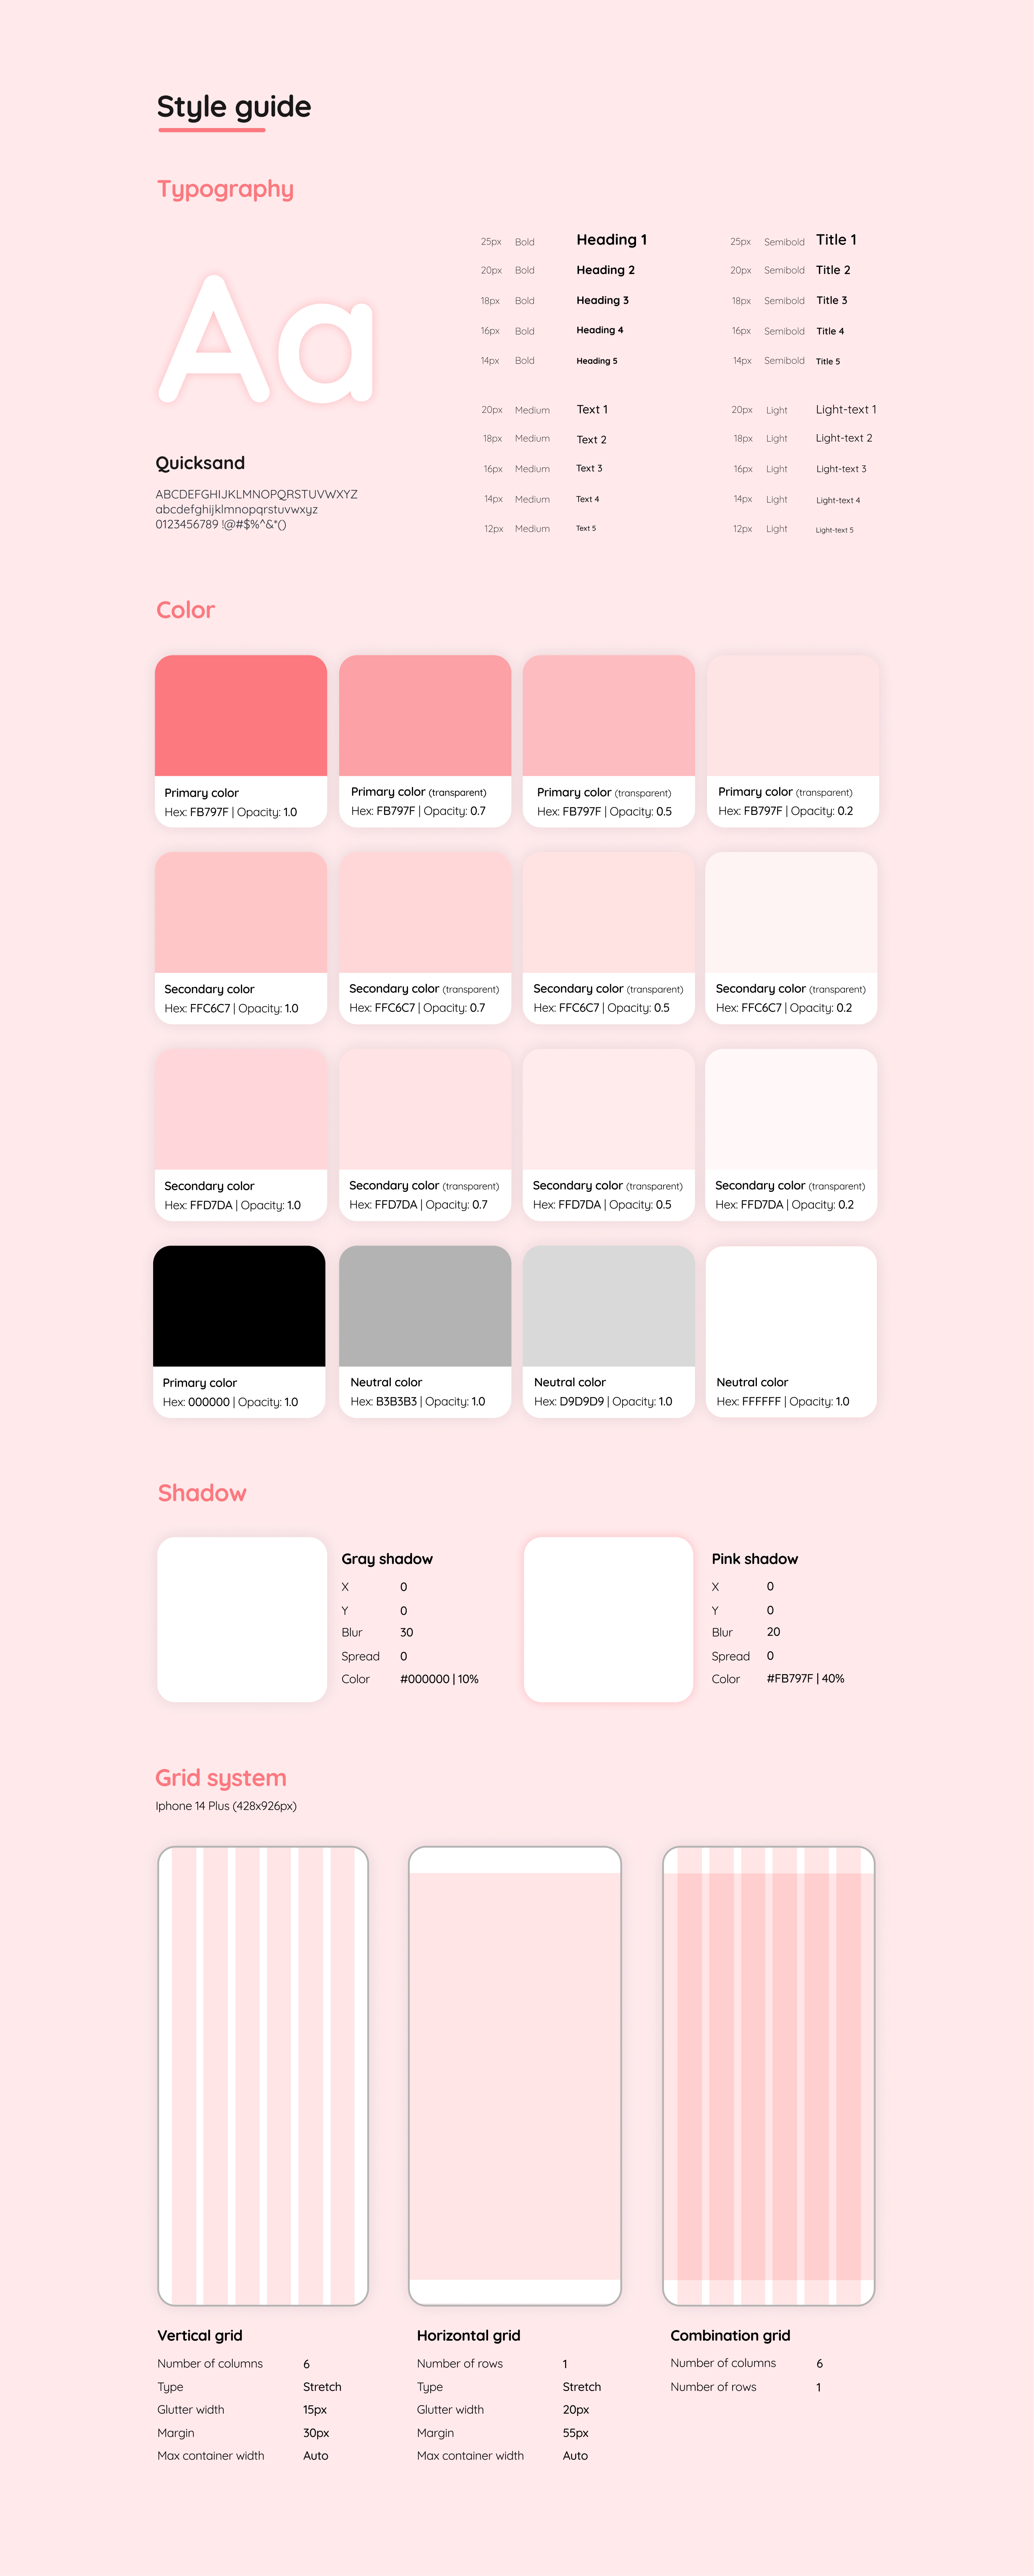 Style guide
Typography
Aa
Quicksand
ABCDEFGHIJKLMNOPQRSTUVWXYZ
abcdefghijklmnopqrstuvwxyz
0123456789 !@#$%^&*()
25px Bold Heading 1
20px Bold Heading 2
18px Bold Heading 3
16px Bold Heading 4
14px Bold Heading 5
25px Semibold Title 1
20px Semibold Title 2
18px Semibold Title 3
16px Semibold Title 4
14px Semibold Title 5
20px Medium Text 1
18px Medium Text 2
16px Medium Text 3
14px Medium Text 4
12px Medium Text 5
20px Light Light-text 1
18px Light Light-text 2
16px Light Light-text 3
14px Light Light-text 4
12px Light Light-text 5
Color
Primary color
Hex: FB797F | Opacity: 1.0
Primary color (transparent)
Hex: FB797F | Opacity: 0.7
Primary color (transparent)
Hex: FB797F | Opacity: 0.5
Primary color (transparent)
Hex: FB797F | Opacity: 0.2
Secondary color
Hex: FFC6C7 | Opacity: 1.0
Secondary color (transparent)
Hex: FFC6C7 | Opacity: 0.7
Secondary color (transparent)
Hex: FFC6C7 | Opacity: 0.5
Secondary color (transparent)
Hex: FFC6C7 | Opacity: 0.2
Secondary color
Hex: FFD7DA | Opacity: 1.0
Secondary color (transparent)
Hex: FFD7DA | Opacity: 0.7
Secondary color (transparent)
Hex: FFD7DA | Opacity: 0.5
Secondary color (transparent)
Hex: FFD7DA | Opacity: 0.2
Primary color
Hex: 000000 | Opacity: 1.0
Neutral color
Hex: B3B3B3 | Opacity: 1.0
Neutral color
Hex: D9D9D9 | Opacity: 1.0
Neutral color
Hex: FFFFFF | Opacity: 1.0
Shadow
Gray shadow
X 0
Y 0
Blur 30
Spread 0
Color #000000 | 10%
Pink shadow
X 0
Y 0
Blur 20
Spread 0
Color #FB797F | 40%
Grid system
Iphone 14 Plus (428x926px)
Vertical grid
Number of columns 6
Type Stretch
Glutter width 15px
Margin 30px
Max container width Auto
Horizontal grid
Number of rows 1
Type Stretch
Glutter width 20px
Margin 55px
Max container width Auto
Combination grid
Number of columns 6
Number of rows 1